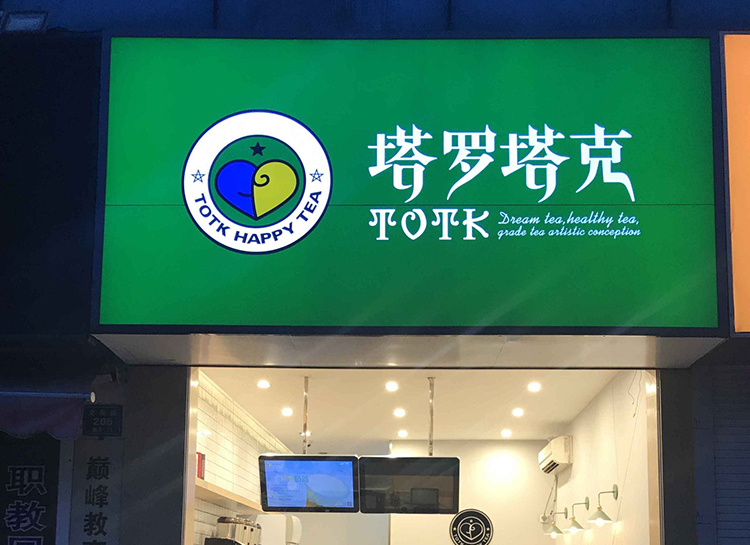 塔罗塔克
TOTK
Dream tea,healthy tea,
grade tea artistic conception
TOTK HAPPY TEA
205
职教
巅峰教